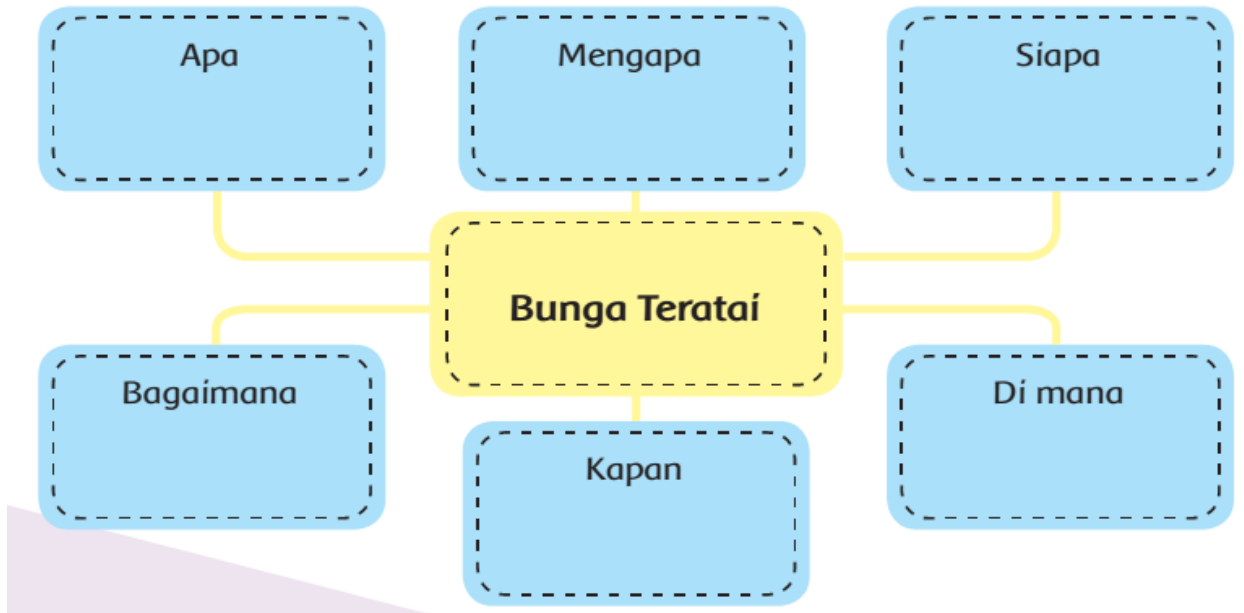 Apa
Mengapa
Siapa
Bunga Teratai
Bagaimana
Di mana
Kapan